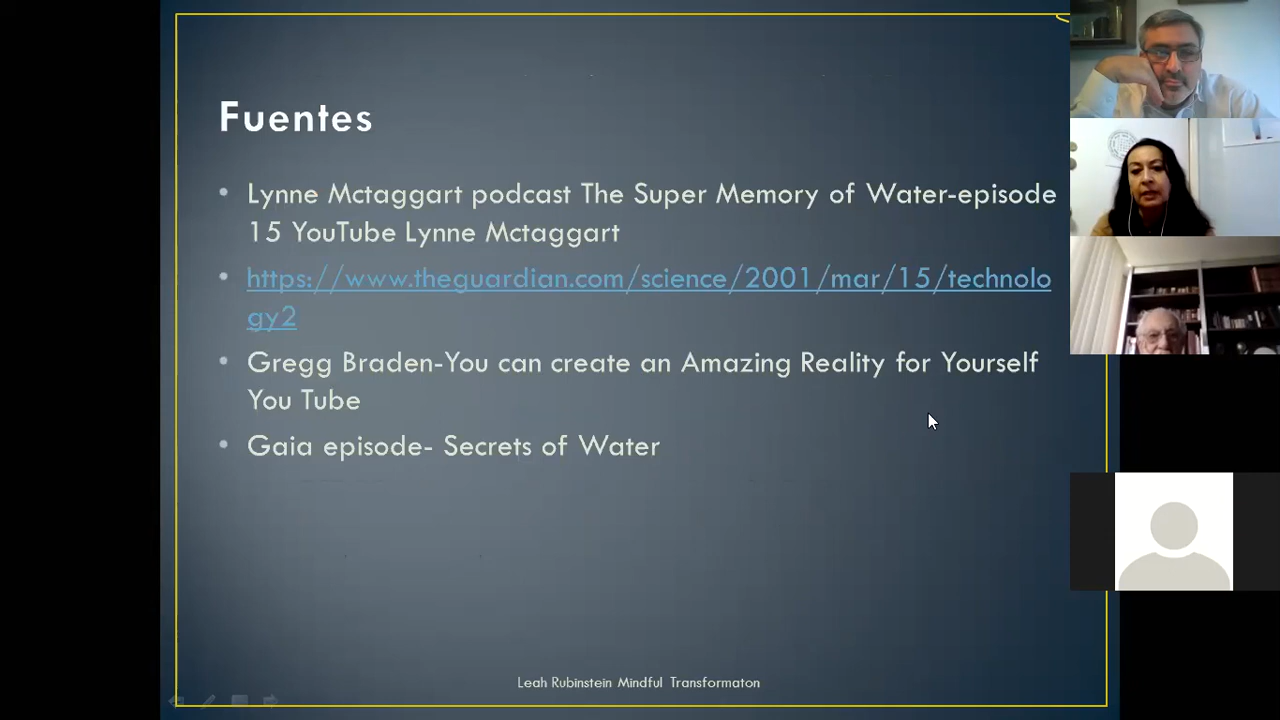 Fuentes
Lynne Mctaggart podcast The Super Memory of Water-episode
15 YouTube Lynne Mctaggart
https://www.theguardian.com/science/2001/mar/15/technolo
gy2
Gregg Braden-You can create an Amazing Reality for Yourself
You Tube
Gaia episode- Secrets of Water
Leah Rubinstein Mindful Transformaton